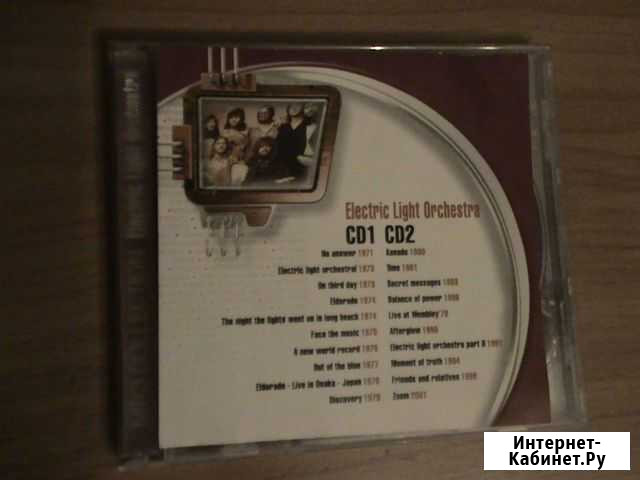 Electric Light Orchestra
CD1 CD2
No answer 1971
Electric light orchestral 1973
On third day 1973
Eldorado 1974
The night the lights went on in long beach 1974
Face the music 1975
A new world record 1976
Out of the blue 1977
Eldorado - Live in Osaka - Japan 1978
Discovery 1979
Xanadu 1980
Time 1981
Secret messages 1983
Balance of power 1986
Live at Wembley'78
Afterglow 1990
Electric light orchestra part II 1991
Moment of truth 1994
Friends and relatives 1999
Zoom 2001
Интернет-
Кабинет.Ру